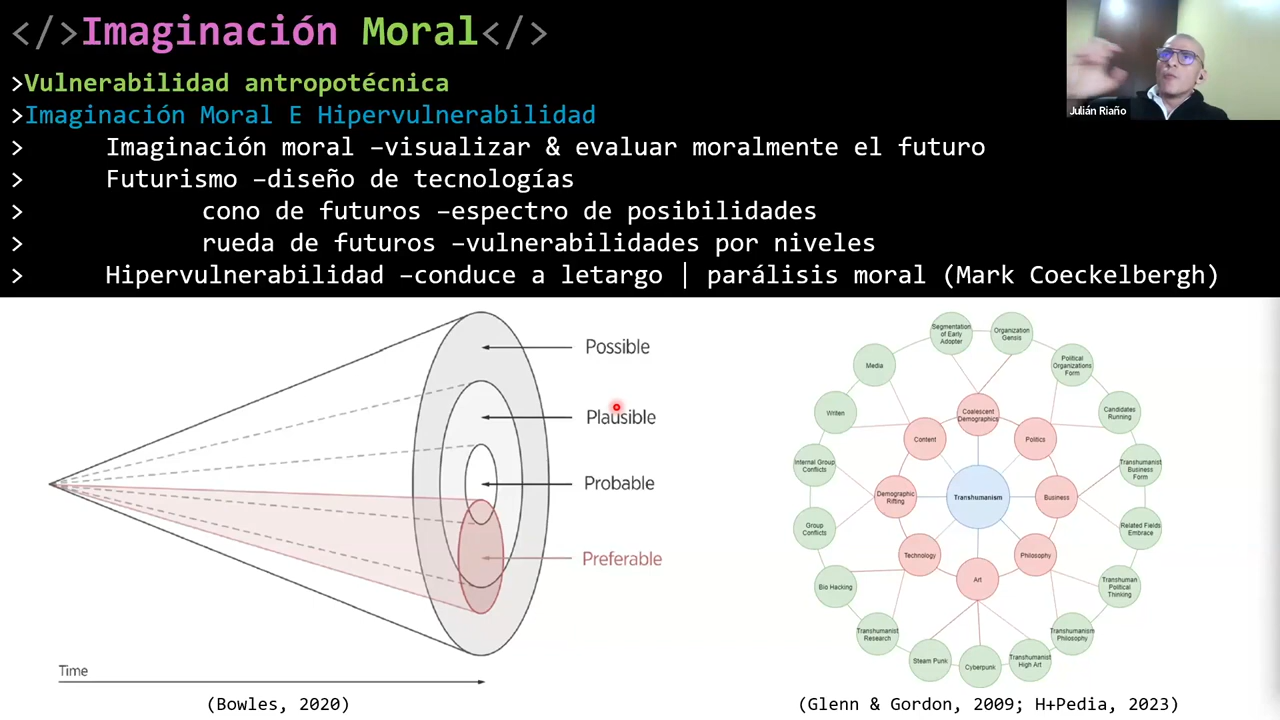 </>Imaginación Moral</>
Julián Riaño
>Vulnerabilidad antropotécnica
>Imaginación Moral E Hipervulnerabilidad
> Imaginación moral –visualizar & evaluar moralmente el futuro
> Futurismo –diseño de tecnologías
> cono de futuros –espectro de posibilidades
> rueda de futuros –vulnerabilidades por niveles
> Hipervulnerabilidad –conduce a letargo | parálisis moral (Mark Coeckelbergh)
Possible
Plausible
Probable
Preferable
Time
(Bowles, 2020)
Segmentation
of Early
Adopter
Organization
Gensis
Media
Political
Organizations
Form
Writen
Content
Coalescent
Demographics
Politics
Candidates
Running
Internal Group
Conflicts
Demographic
Rifting
Transhumanism
Business
Transhumanist
Business
Form
Group
Conflicts
Technology
Art
Philosophy
Related Fields
Embrace
Bio Hacking
Transhuman
Political
Thinking
Transhumanist
Research
Steam Punk
Cyberpunk
Transhumanist
High Art
Transhumanism
Philosophy
(Glenn & Gordon, 2009; H+Pedia, 2023)